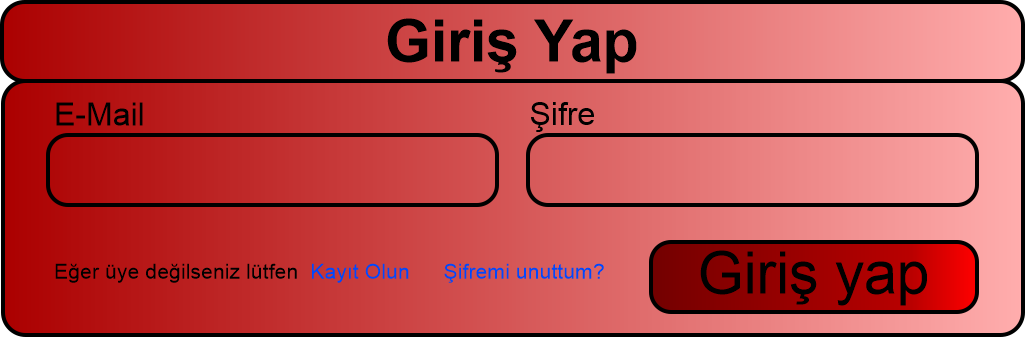 Giriş Yap
E-Mail
Şifre
Eğer üye değilseniz lütfen Kayıt Olun Şifremi unuttum?
Giriş yap